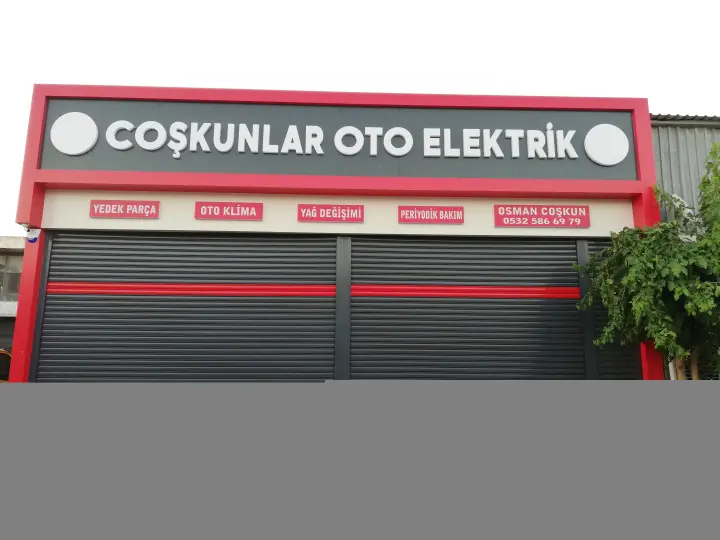 COŞKUNLAR OTO ELEKTRİK
YEDEK PARÇA
OTO KLİMA
YAĞ DEĞİŞİMİ
PERİYODİK BAKIM
OSMAN COŞKUN
0532 586 69 79